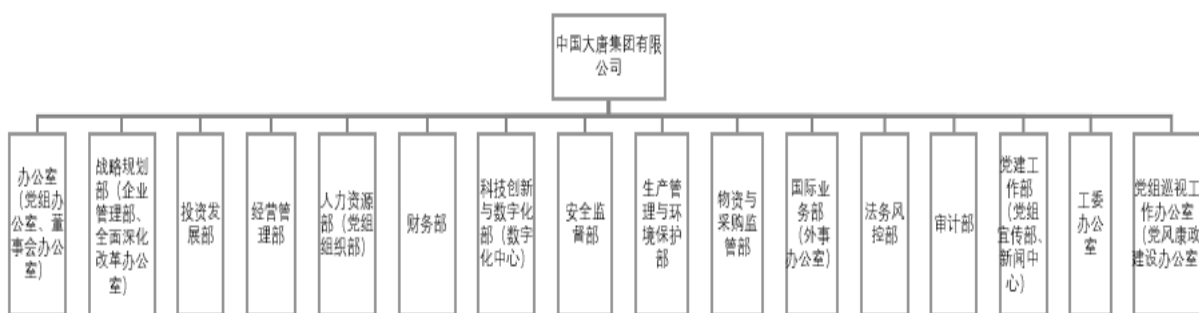 中国大唐集团有限
公司
办公室
（党组办
公室、董
事会办公
室）
战略规划
部（企业
管理部、
全面深化
改革办公
室）
投资发
展部
经营管
理部
人力资源
部（党组
组织部）
财务部
科技创新
与数字化
部（数字
化中心）
安全监
督部
生产管
理与环
境保护
部
物资与
采购监
管部
国际业
务部
（外事
办公室）
法务风
控部
审计部
党建工
作部
（党组
宣传部、
新闻中
心）
工委
办公
室
党组巡视工
作办公室
（党风廉政
建设办公室